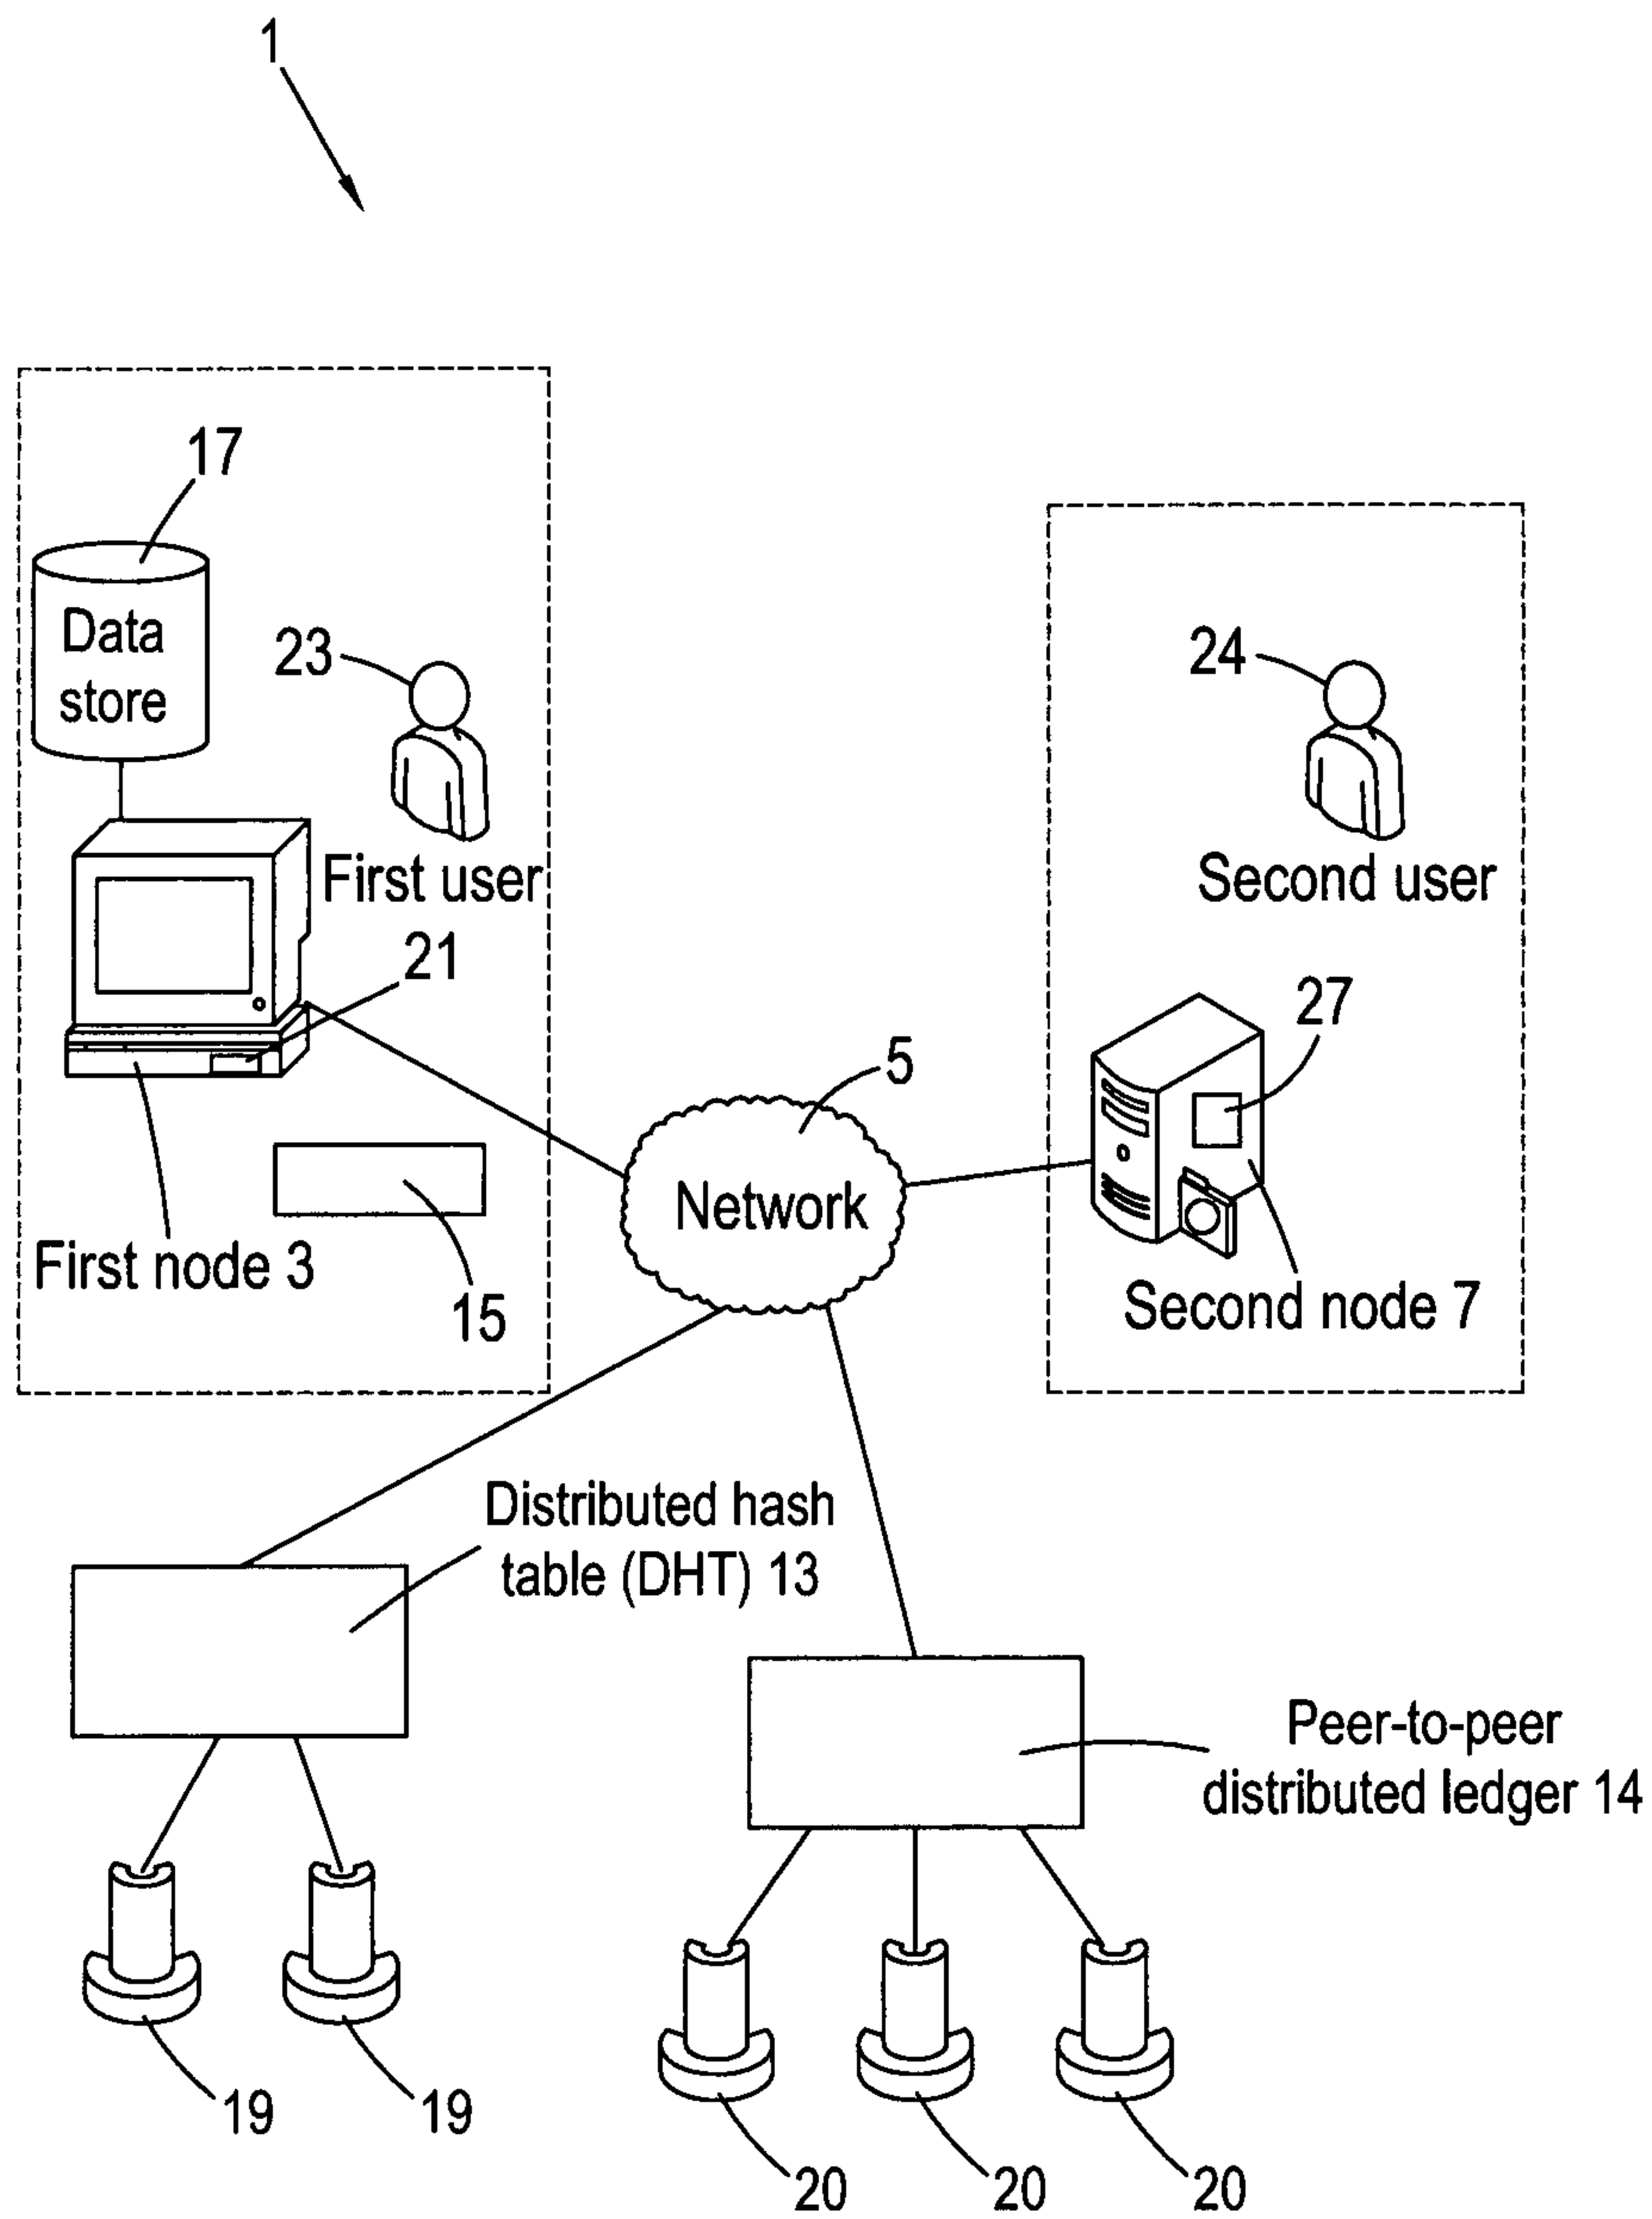 1
17
Data
store
23
First user
21
First node 3
15
24
Second user
27
5
Network
Second node 7
Distributed hash
table (DHT) 13
Peer-to-peer
distributed ledger 14
19
19
20
20
20